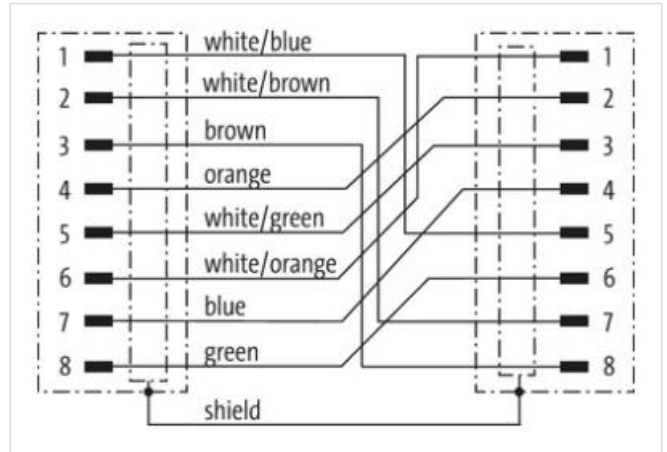 1 white/blue 1
2 white/brown 2
3 brown 3
4 orange 4
5 white/green 5
6 white/orange 6
7 blue 7
8 green 8
shield